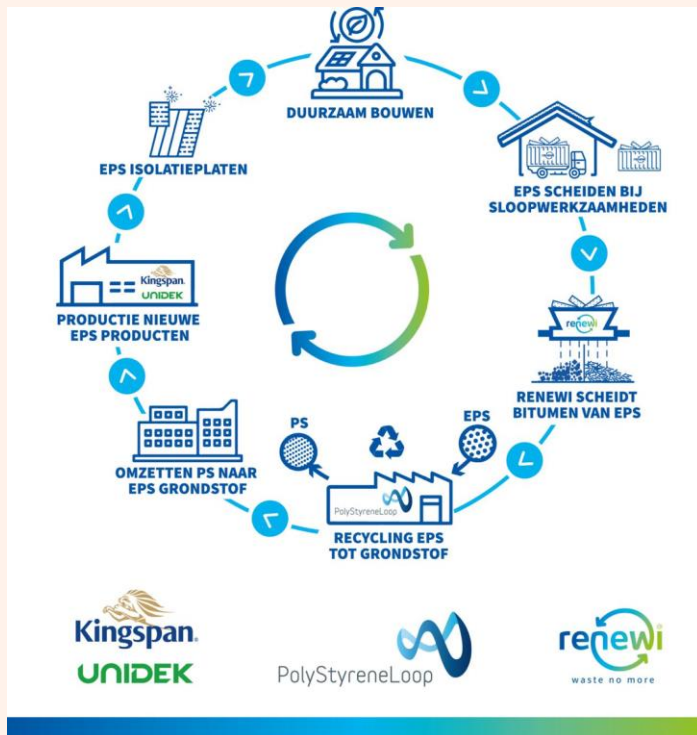 DUURZAAM BOUWEN
EPS SCHEIDEN BIJ
SLOOPWERKZAAMHEDEN
renewi
RENEWI SCHEIDT
BITUMEN VAN EPS
EPS
PS
PolyStyreneLoop
RECYCLING EPS
TOT GRONDSTOF
OMZETTEN PS NAAR
EPS GRONDSTOF
Kingspan
UNIDEK
PRODUCTIE NIEUWE
EPS PRODUCTEN
EPS ISOLATIEPLATEN
Kingspan
UNIDEK
PolyStyreneLoop
renewi
waste no more